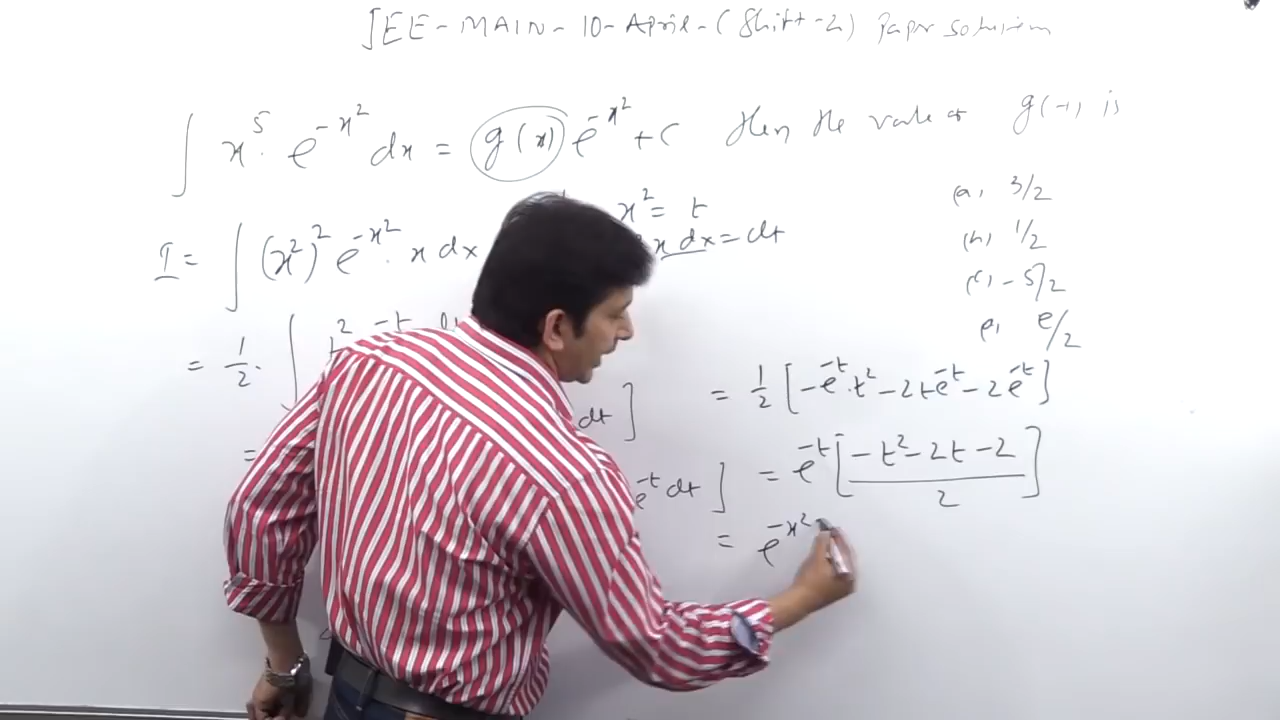 JEE-MAIN-10-April-(Shift-2) Paper solution
∫ x⁵. e^(-x²) dx = g(x) e^(-x²) + C then the value of g(-1) is
(a, 3/2
x² = t
x dx = dt
(b) 1/2
I = ∫ (x²)² e^(-x²) . x dx
(c) -5/2
e, e/2
= 1/2 . ∫ t² -t
= 1/2 [-e^(-t).t² -2te^(-t) -2e^(-t)]
dt]
=
= e^(-t) [(-t²-2t-2)/2]
e^(-t) dt]
= e^(-x²)